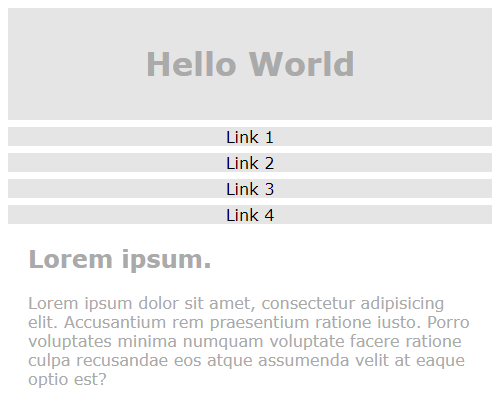 Hello World
Link 1
Link 2
Link 3
Link 4
Lorem ipsum.
Lorem ipsum dolor sit amet, consectetur adipisicing
elit. Accusantium rem praesentium ratione iusto. Porro
voluptates minima numquam voluptate facere ratione
culpa recusandae eos atque assumenda velit at eaque
optio est?